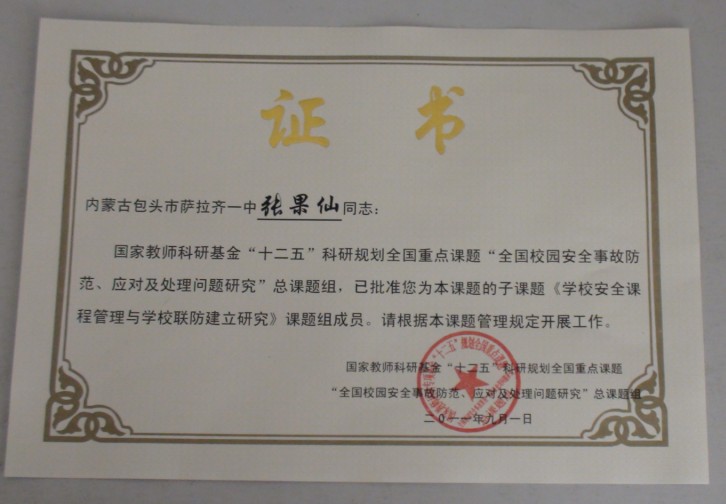 证书
内蒙古包头市萨拉齐一中张果仙同志：
国家教师科研基金“十二五”科研规划全国重点课题“全国校园安全事故防
范、应对及处理问题研究”总课题组，已批准您为本课题的子课题《学校安全课
程管理与学校联防建立研究》课题组成员。请根据本课题管理规定开展工作。
国家教师科研基金“十二五”科研规划全国重点课题
“全国校园安全事故防范、应对及处理问题研究”总课题组
二〇一一年九月一日